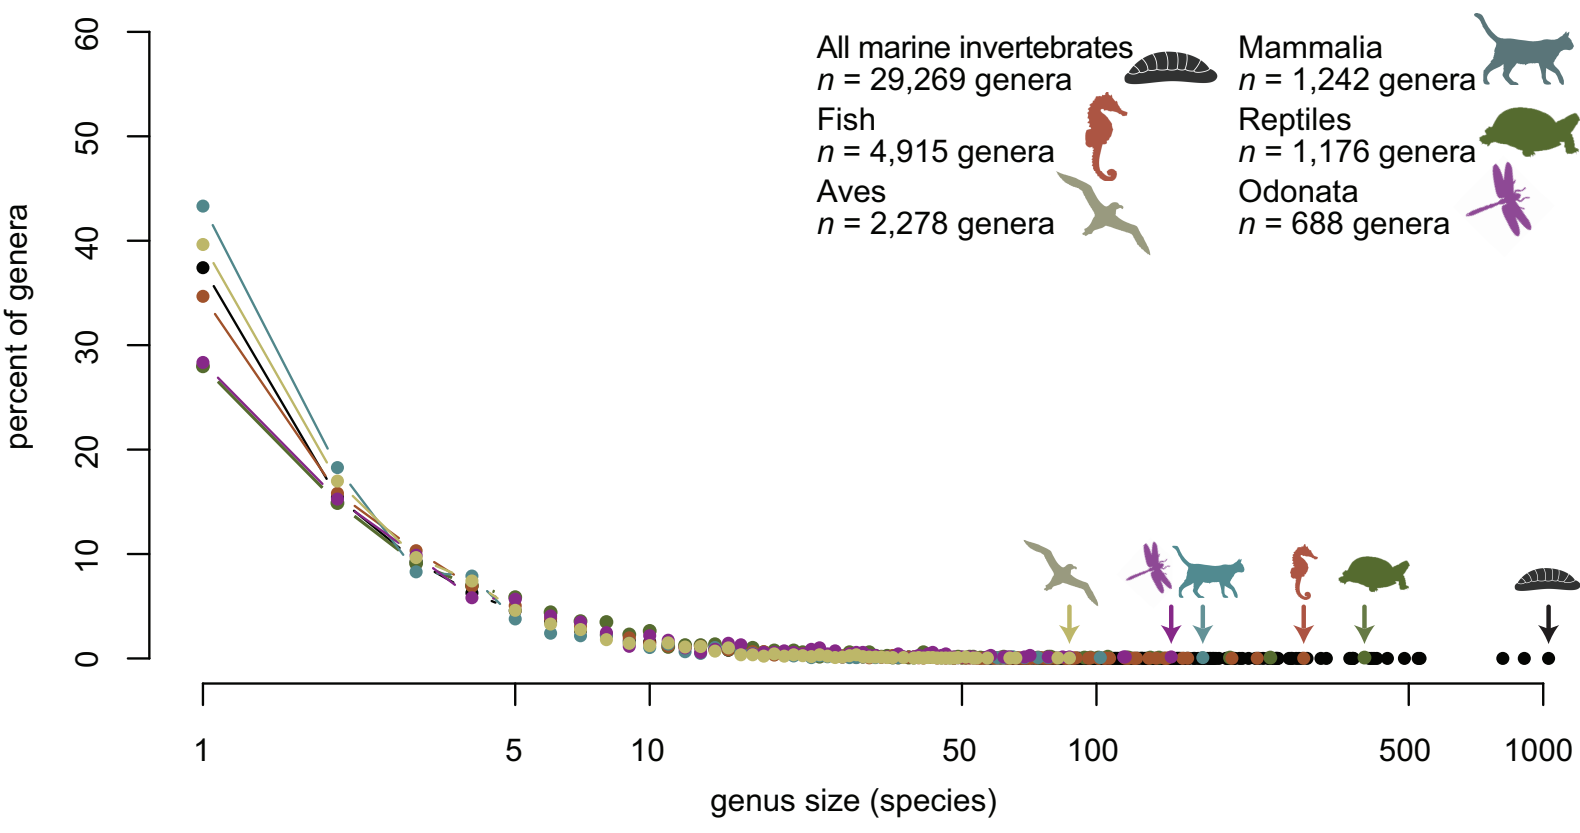 60
50
40
30
20
10
0
percent of genera
All marine invertebrates
n = 29,269 genera
Fish
n = 4,915 genera
Aves
n = 2,278 genera
Mammalia
n = 1,242 genera
Reptiles
n = 1,176 genera
Odonata
n = 688 genera
1 5 10 50 100 500 1000
genus size (species)